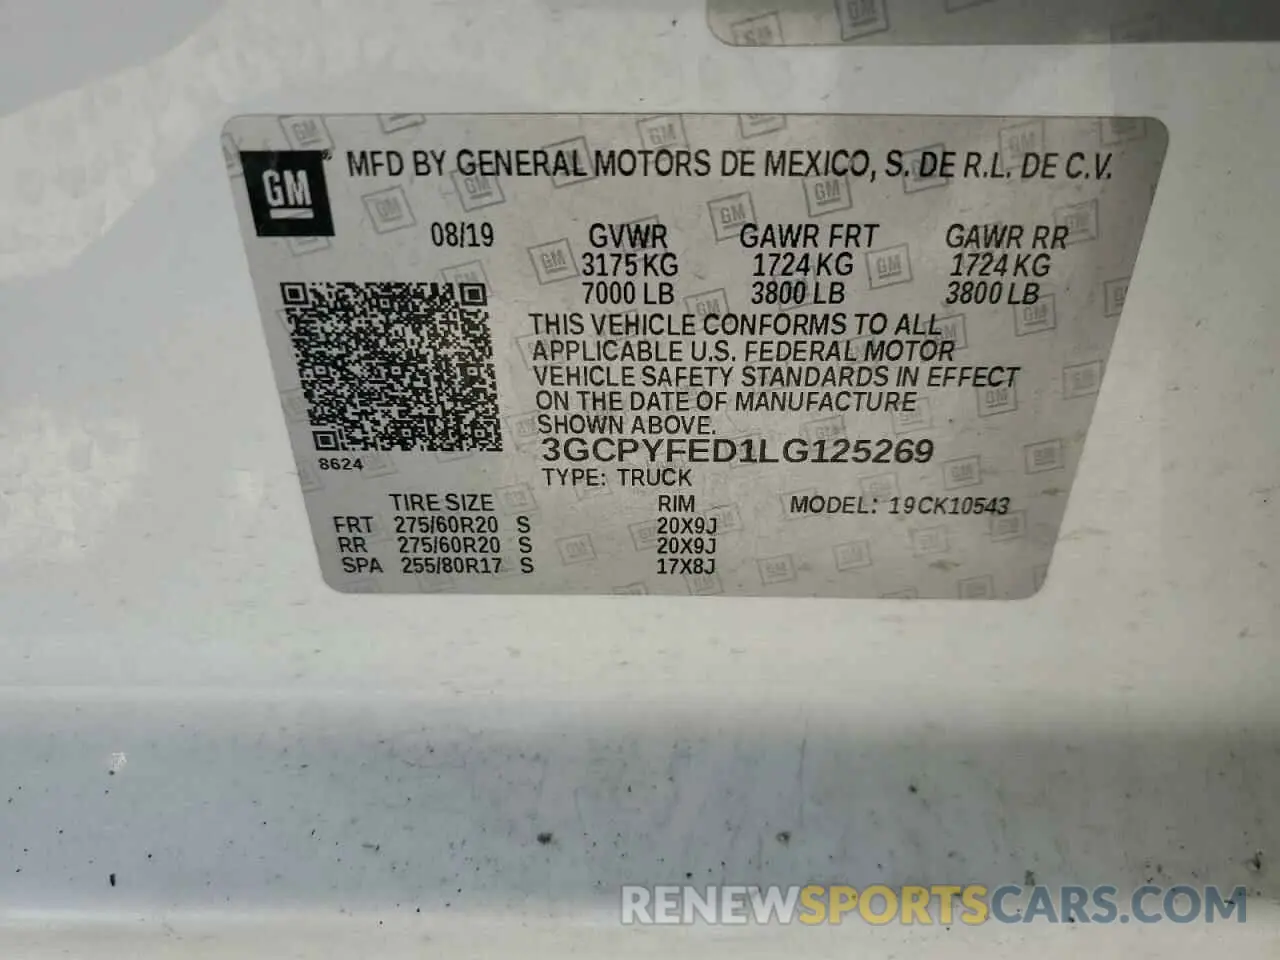 GM
MFD BY GENERAL MOTORS DE MEXICO, S. DE R.L. DE C.V.
08/19 GVWR GAWR FRT GAWR RR
3175 KG 1724 KG 1724 KG
7000 LB 3800 LB 3800 LB
THIS VEHICLE CONFORMS TO ALL
APPLICABLE U.S. FEDERAL MOTOR
VEHICLE SAFETY STANDARDS IN EFFECT
ON THE DATE OF MANUFACTURE
SHOWN ABOVE.
3GCPYFED1LG125269
8624
TYPE: TRUCK
TIRE SIZE RIM MODEL: 19CK10543
FRT 275/60R20 S 20X9J
RR 275/60R20 S 20X9J
SPA 255/80R17 S 17X8J
RENEWSPORTSCARS.COM